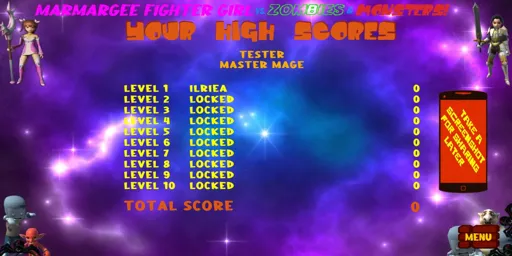 MARMARGEE FIGHTER GIRL VS. ZOMBIES & MONSTERS!
YOUR HIGH SCORES
TESTER
MASTER MAGE
LEVEL 1 ILRIEA 0
LEVEL 2 LOCKED 0
LEVEL 3 LOCKED 0
LEVEL 4 LOCKED 0
LEVEL 5 LOCKED 0
LEVEL 6 LOCKED 0
LEVEL 7 LOCKED 0
LEVEL 8 LOCKED 0
LEVEL 9 LOCKED 0
LEVEL 10 LOCKED 0
TOTAL SCORE 0
TAKE A
SCREENSHOT
FOR SHARING
LATER
MENU